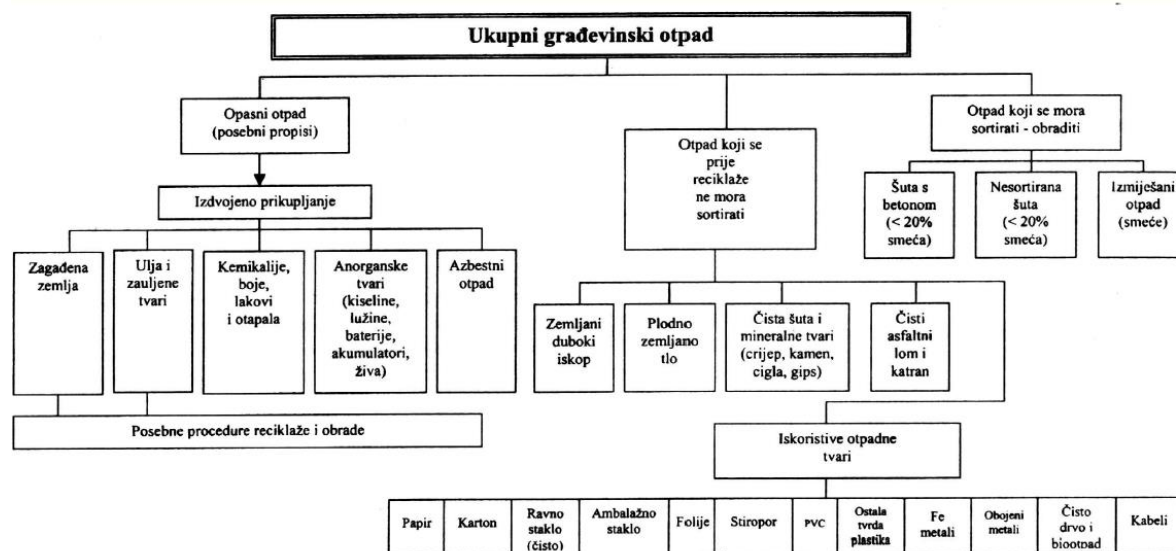 Ukupni građevinski otpad
Opasni otpad
(posebni propisi)
Otpad koji se
prije
reciklaže
ne mora
sortirati
Otpad koji se mora
sortirati - obraditi
Izdvojeno prikupljanje
Šuta s
betonom
(< 20%
smeća)
Nesortirana
šuta
(< 20%
smeća)
Izmiješani
otpad
(smeće)
Zagađena
zemlja
Ulja i
zauljene
tvari
Kemikalije,
boje,
lakovi
i otapala
Anorganske
tvari
(kiseline,
lužine,
baterije,
akumulatori,
živa)
Azbestni
otpad
Zemljani
duboki
iskop
Plodno
zemljano
tlo
Čista šuta i
mineralne tvari
(crijep, kamen,
cigla, gips)
Čisti
asfaltni
lom i
katran
Posebne procedure reciklaže i obrade
Iskoristive otpadne
tvari
Papir
Karton
Ravno
staklo
(čisto)
Ambalažno
staklo
Folije
Stiropor
PVC
Ostala
tvrda
plastika
Fe
metali
Obojeni
metali
Čisto
drvo i
biootpad
Kabeli